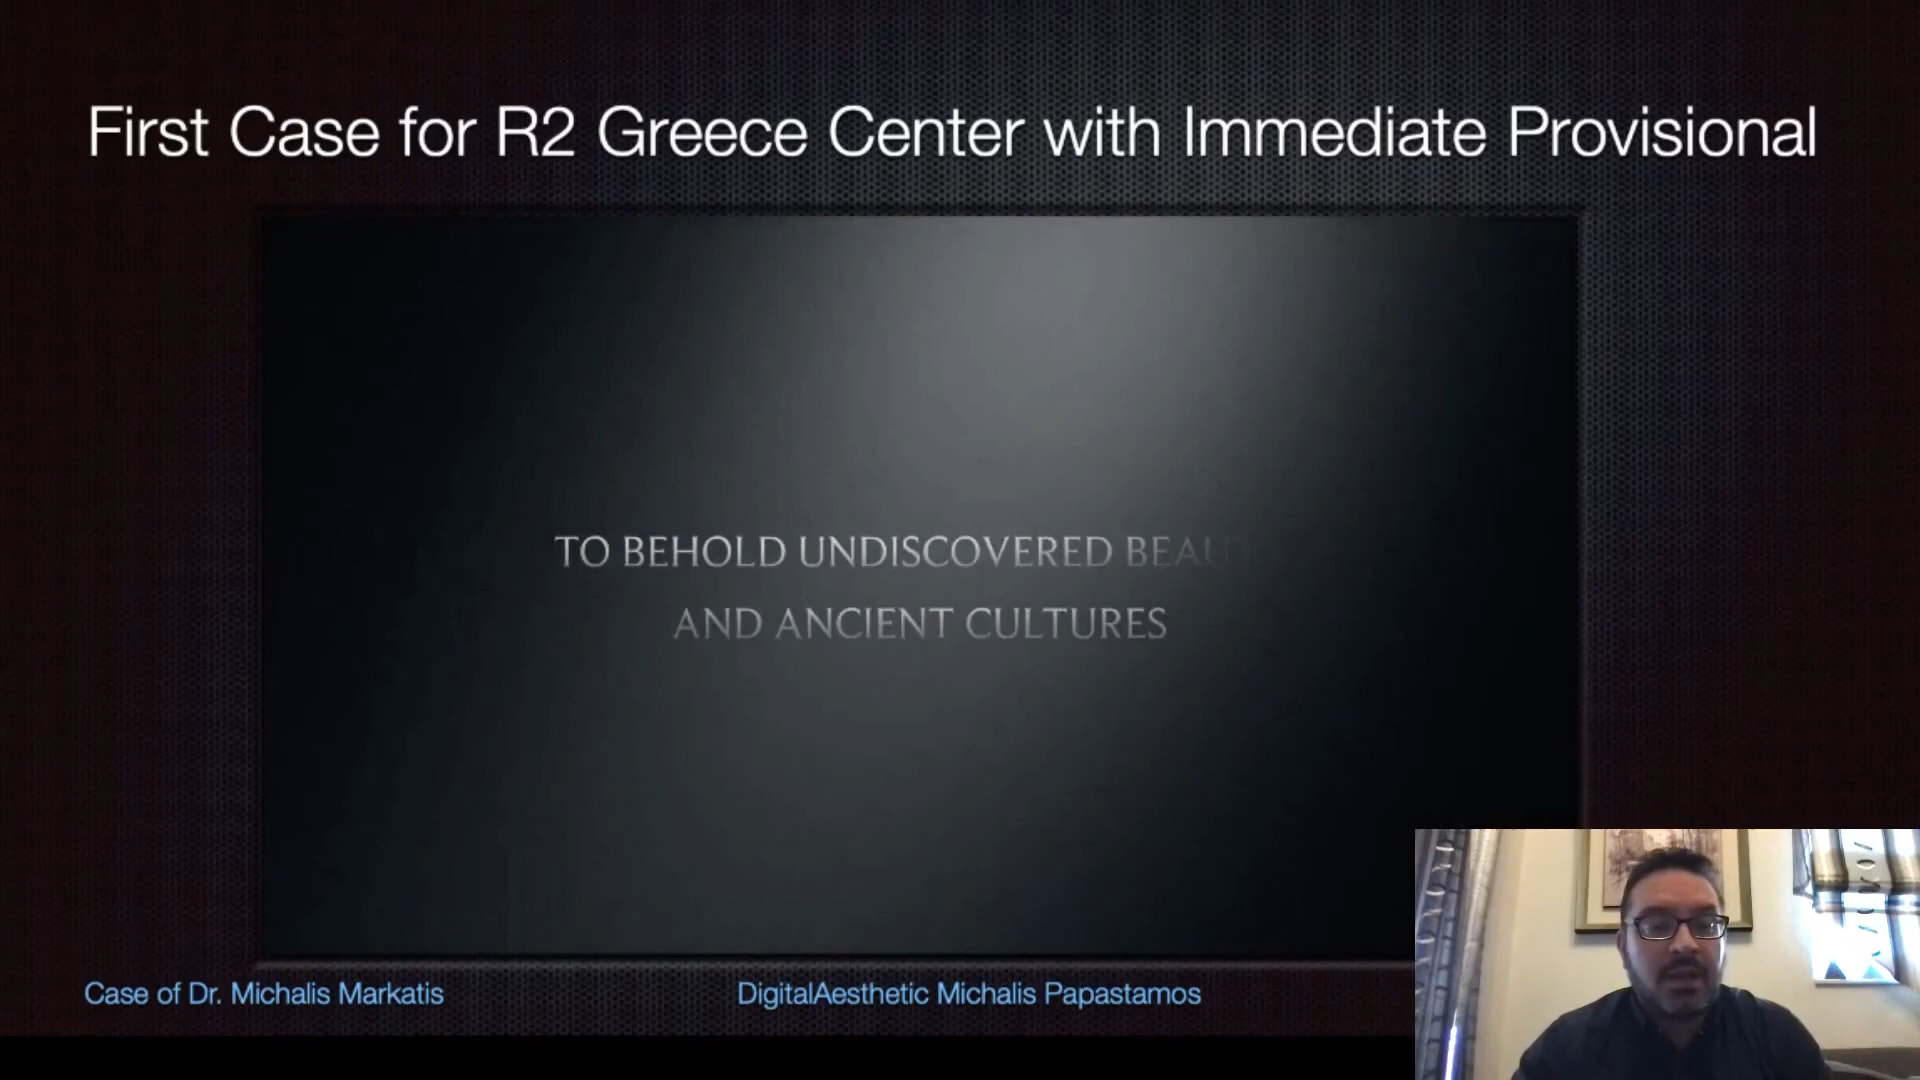 First Case for R2 Greece Center with Immediate Provisional
TO BEHOLD UNDISCOVERED
AND ANCIENT CULTURES
Case of Dr. Michalis Markatis
DigitalAesthetic Michalis Papastamos